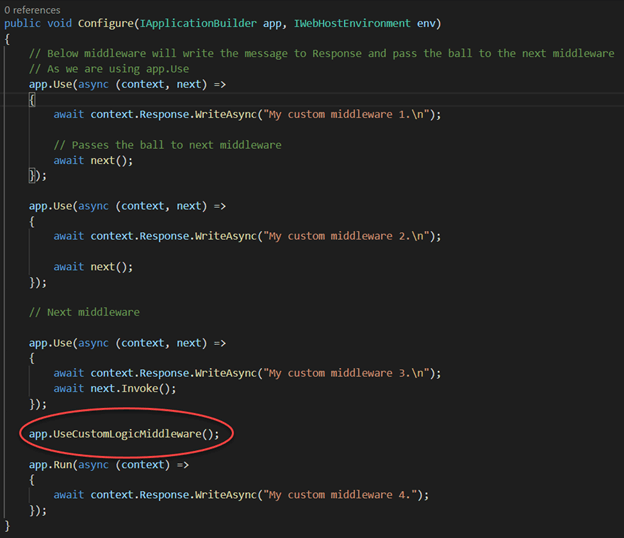 0 references
public void Configure(IApplicationBuilder app, IWebHostEnvironment env)
{
// Below middleware will write the message to Response and pass the ball to the next middleware
// As we are using app.Use
app.Use(async (context, next) =>
{
await context.Response.WriteAsync("My custom middleware 1.\n");
// Passes the ball to next middleware
await next();
});
app.Use(async (context, next) =>
{
await context.Response.WriteAsync("My custom middleware 2.\n");
await next();
});
// Next middleware
app.Use(async (context, next) =>
{
await context.Response.WriteAsync("My custom middleware 3.\n");
await next.Invoke();
});
app.UseCustomLogicMiddleware();
app.Run(async (context) =>
{
await context.Response.WriteAsync("My custom middleware 4.");
});
}